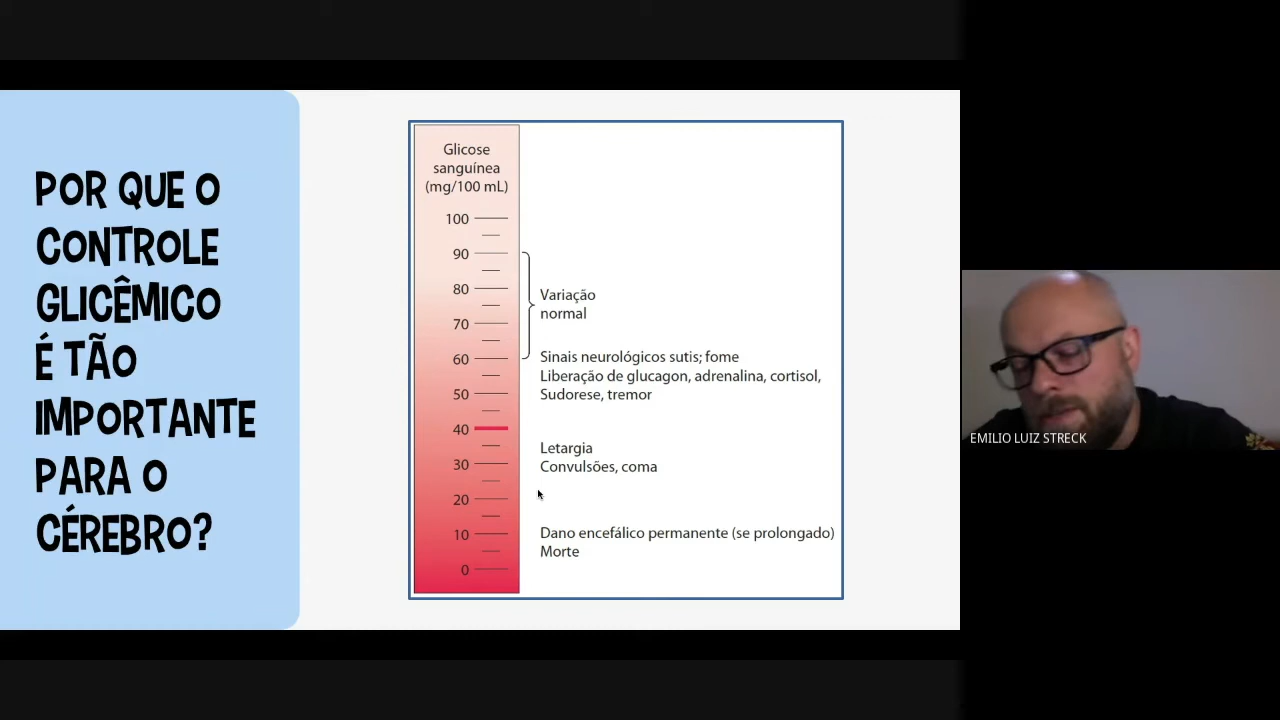 POR QUE O
CONTROLE
GLICÊMICO
É TÃO
IMPORTANTE
PARA O
CÉREBRO?
Glicose
sanguínea
(mg/100 mL)
100
90
80
70
60
50
40
30
20
10
0
Variação
normal
Sinais neurológicos sutis; fome
Liberação de glucagon, adrenalina, cortisol,
Sudorese, tremor
Letargia
Convulsões, coma
Dano encefálico permanente (se prolongado)
Morte
EMILIO LUIZ STRECK